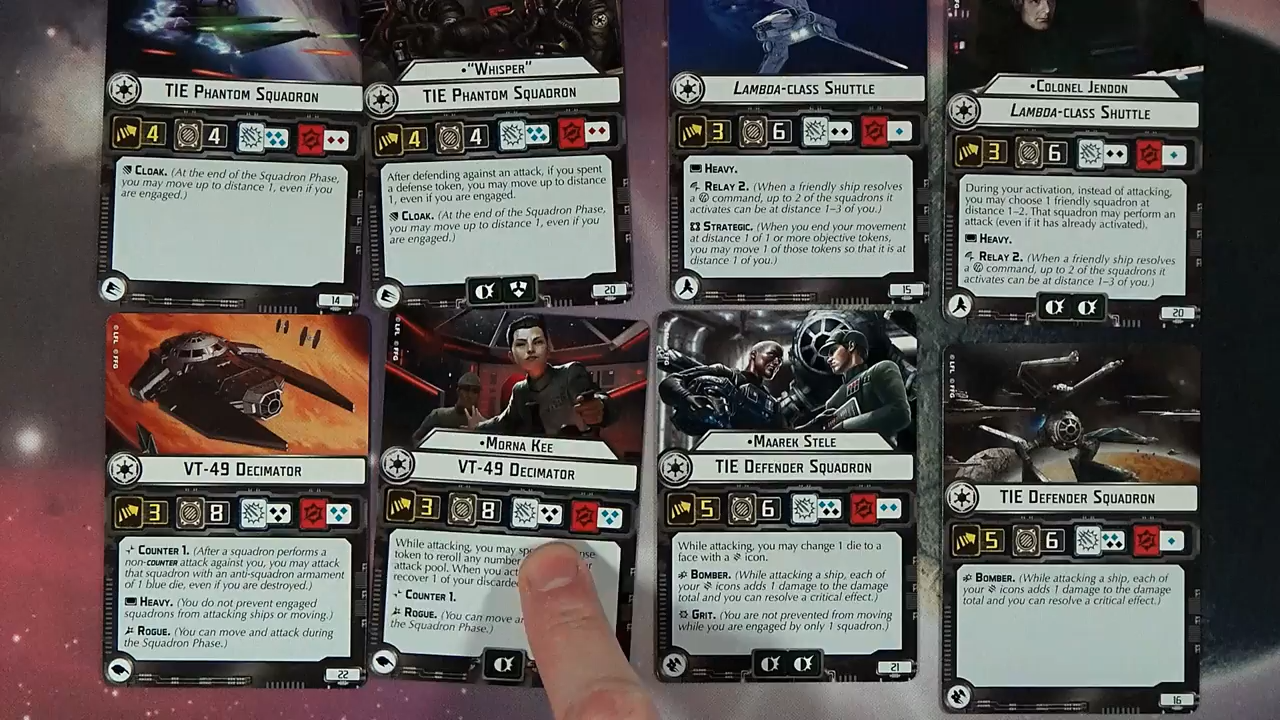 TIE Phantom Squadron
4 4
Cloak. (At the end of the Squadron Phase,
you may move up to distance 1, even if
you are engaged.)
14
•"Whisper"
TIE Phantom Squadron
4 4
After defending against an attack, if you spent
a defense token, you may move up to distance
1, even if you are engaged.
Cloak. (At the end of the Squadron Phase,
you may move up to distance 1, even if you
are engaged.)
20
Lambda-class Shuttle
3 6
Heavy.
Relay 2. (When a friendly ship resolves
a command, up to 2 of the squadrons it
activates can be at distance 1–3 of you.)
Strategic. (When you end your movement
at distance 1 of 1 or more objective tokens,
you may move 1 of those tokens so that it is at
distance 1 of you.)
15
•Colonel Jendon
Lambda-class Shuttle
3 6
During your activation, instead of attacking,
you may choose 1 friendly squadron at
distance 1–2. That squadron may perform an
attack (even if it has already activated).
Heavy.
Relay 2. (When a friendly ship resolves
a command, up to 2 of the squadrons it
activates can be at distance 1–3 of you.)
20
© LFL © FFG
VT-49 Decimator
3 8
Counter 1. (After a squadron performs a
non-counter attack against you, you may attack
that squadron with an anti-squadron armament
of 1 blue die, even if you are destroyed.)
Heavy. (You do not prevent engaged
squadrons from attacking ships or moving.)
Rogue. (You can move and attack during
the Squadron Phase.)
22
© LFL © FFG
•Morna Kee
VT-49 Decimator
3 8
While attacking, you may
token to reroll any
attack pool. When you
recover 1 of your
Counter 1.
Rogue. (You can move
the Squadron Phase.)
© LFL © FFG
•Maarek Stele
TIE Defender Squadron
5 6
While attacking, you may change 1 die to a
face with a icon.
Bomber. (While attacking a ship, each of
your icons adds 1 damage to the damage
total and you can resolve a critical effect.)
Grit. (You are not prevented from moving
while you are engaged by only 1 squadron.)
21
© LFL © FFG
TIE Defender Squadron
5 6
Bomber. (While attacking a ship, each of
your icons adds 1 damage to the damage
total and you can resolve a critical effect.)
16